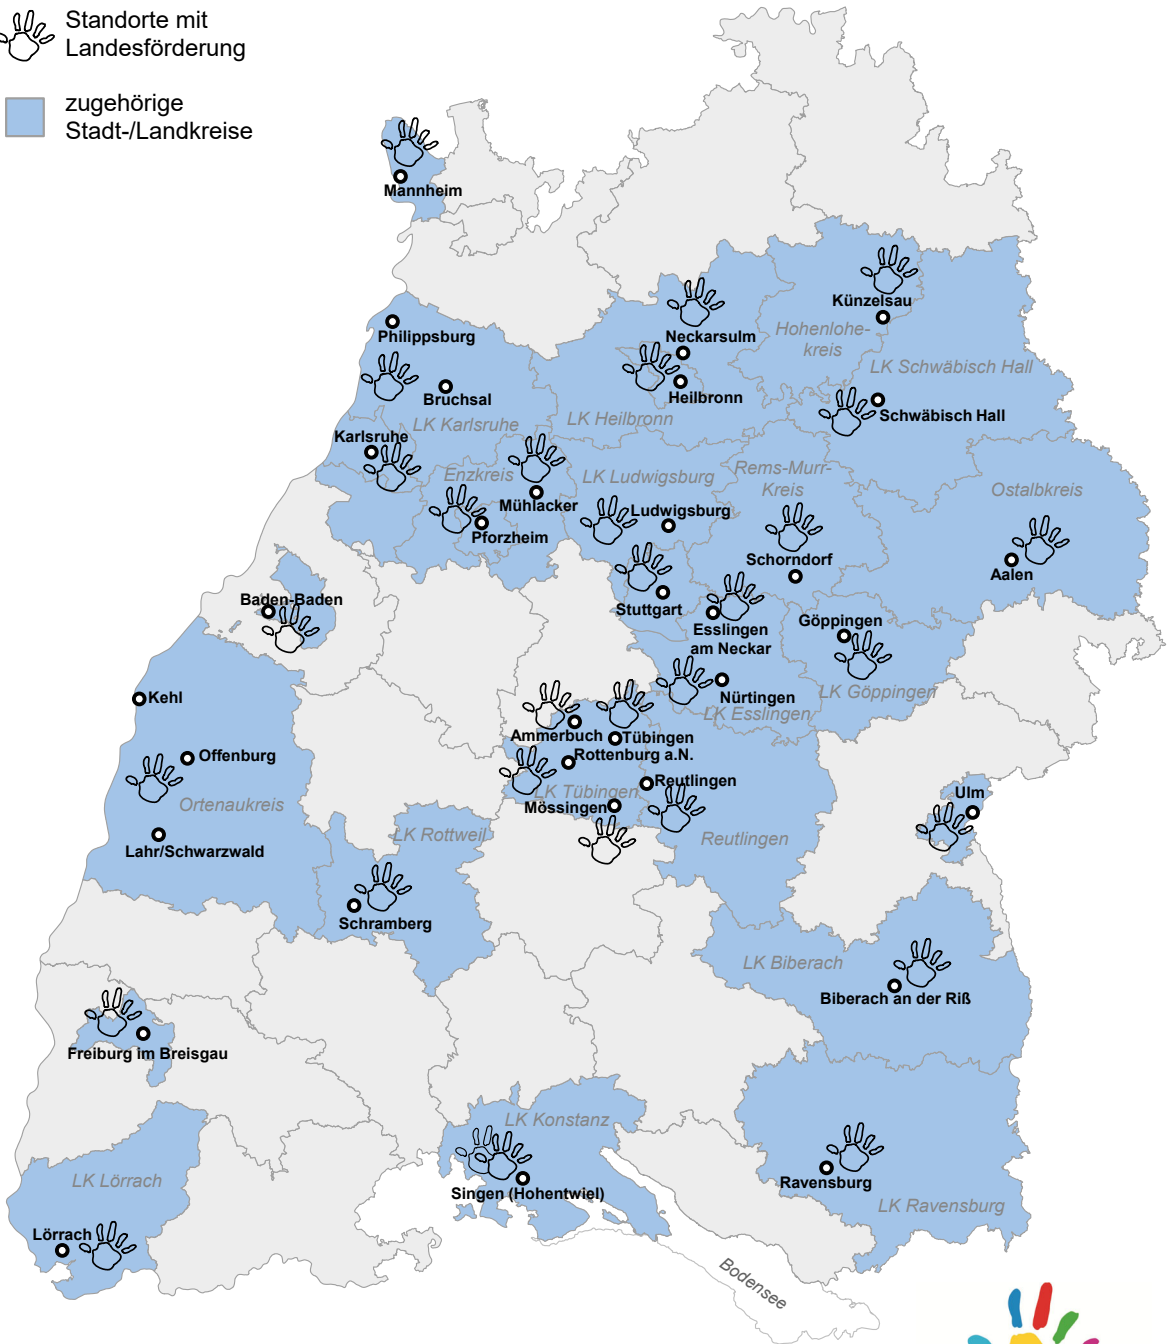 Standorte mit
Landesförderung
zugehörige
Stadt-/Landkreise
Mannheim
Künzelsau
Philippsburg
Neckarsulm
Hohenlohe-
kreis
LK Schwäbisch Hall
Bruchsal
Heilbronn
Schwäbisch Hall
LK Karlsruhe
LK Heilbronn
Karlsruhe
Enzkreis
LK Ludwigsburg
Rems-Murr-
Kreis
Ostalbkreis
Mühlacker
Ludwigsburg
Pforzheim
Schorndorf
Aalen
Baden-Baden
Stuttgart
Esslingen
am Neckar
Göppingen
Kehl
Nürtingen
LK Göppingen
LK Esslingen
Ammerbuch
Tübingen
Offenburg
Rottenburg a.N.
Reutlingen
LK Tübingen
Ulm
Ortenaukreis
Mössingen
LK Rottweil
Reutlingen
Lahr/Schwarzwald
Schramberg
LK Biberach
Biberach an der Riß
Freiburg im Breisgau
LK Konstanz
LK Lörrach
Ravensburg
Singen (Hohentwiel)
LK Ravensburg
Lörrach
Bodensee